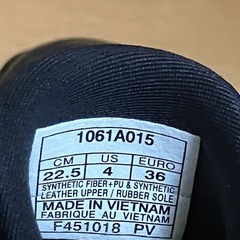 1061A015
CM US EURO
22.5 4 36
SYNTHETIC FIBER+PU & SYNTHETIC
LEATHER UPPER / RUBBER SOLE
MADE IN VIETNAM
FABRIQUE AU VIETNAM
F451018 PV